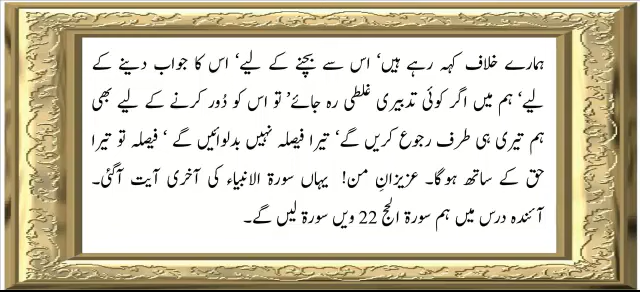 ہمارے خلاف کہہ رہے ہیں‘ اس سے بچنے کے لیے‘ اس کا جواب دینے کے
لیے‘ ہم میں اگر کوئی تدبیری غلطی رہ جائے’ تو اس کو دُور کرنے کے لیے بھی
ہم تیری ہی طرف رجوع کریں گے‘ تیرا فیصلہ نہیں بدلوائیں گے ‘ فیصلہ تو تیرا
حق کے ساتھ ہوگا۔ عزیزانِ من! یہاں سورۃ الانبیاء کی آخری آیت آگئی۔
آئندہ درس میں ہم سورۃ الحج 22 ویں سورۃ لیں گے۔